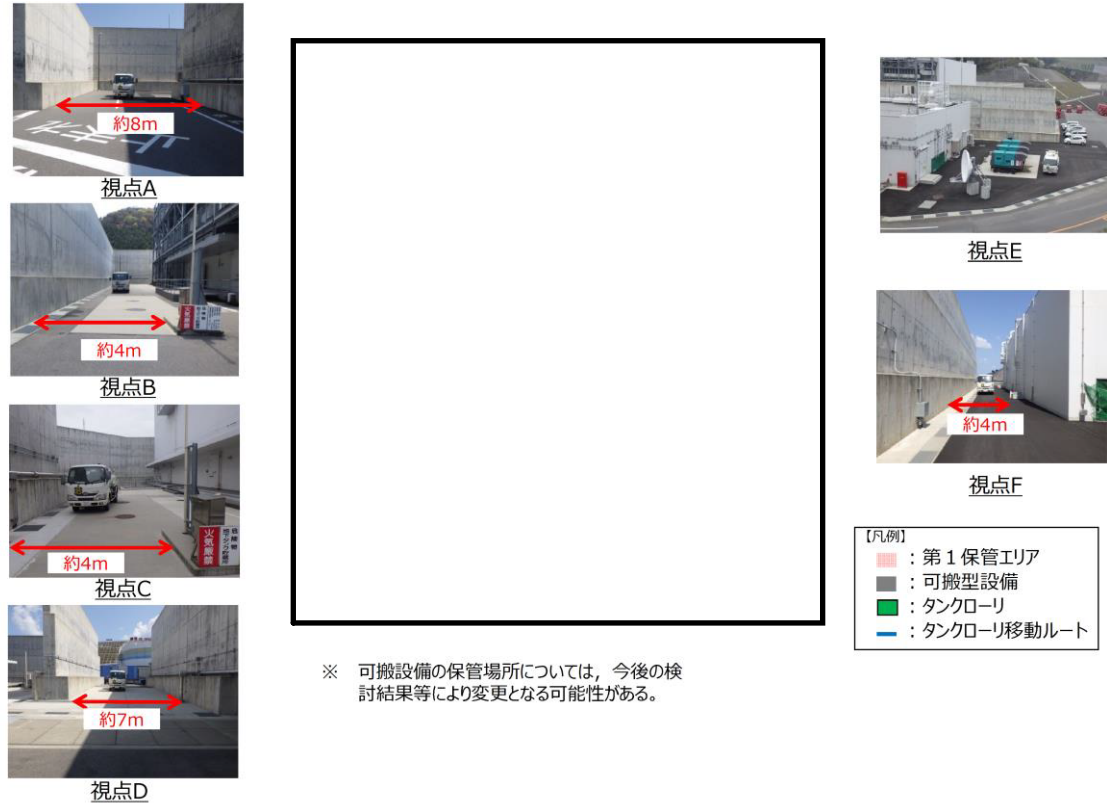 約8m
視点A
約4m
視点B
火気厳禁
約4m
視点C
約7m
視点D
※ 可搬設備の保管場所については，今後の検
討結果等により変更となる可能性がある。
視点E
約4m
視点F
【凡例】
：第１保管エリア
：可搬型設備
：タンクローリ
：タンクローリ移動ルート